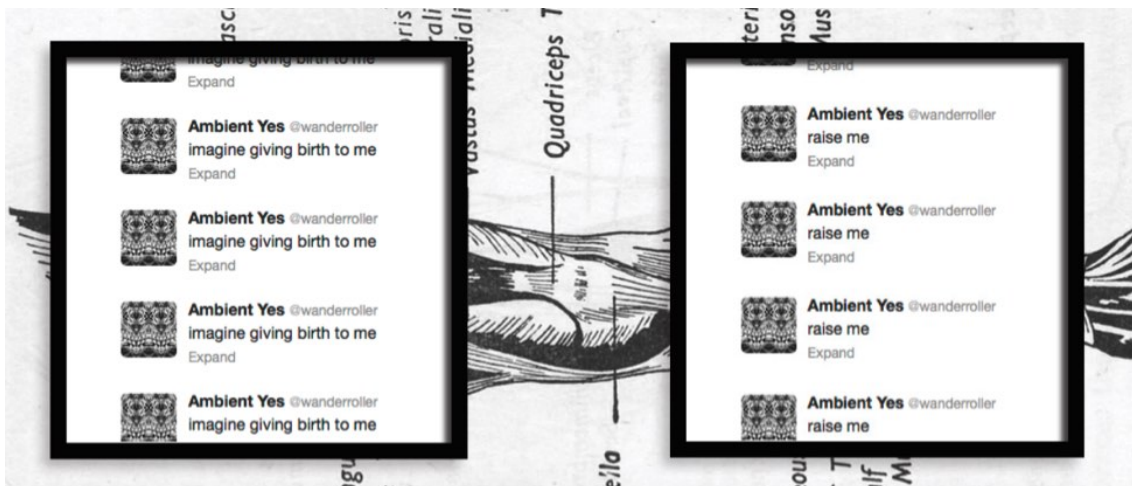 imagine giving birth to me
Expand
Ambient Yes @wanderroller
imagine giving birth to me
Expand
Ambient Yes @wanderroller
imagine giving birth to me
Expand
Ambient Yes @wanderroller
imagine giving birth to me
Expand
Ambient Yes @wanderroller
imagine giving birth to me
Quadriceps
Expand
Ambient Yes @wanderroller
raise me
Expand
Ambient Yes @wanderroller
raise me
Expand
Ambient Yes @wanderroller
raise me
Expand
Ambient Yes @wanderroller
raise me